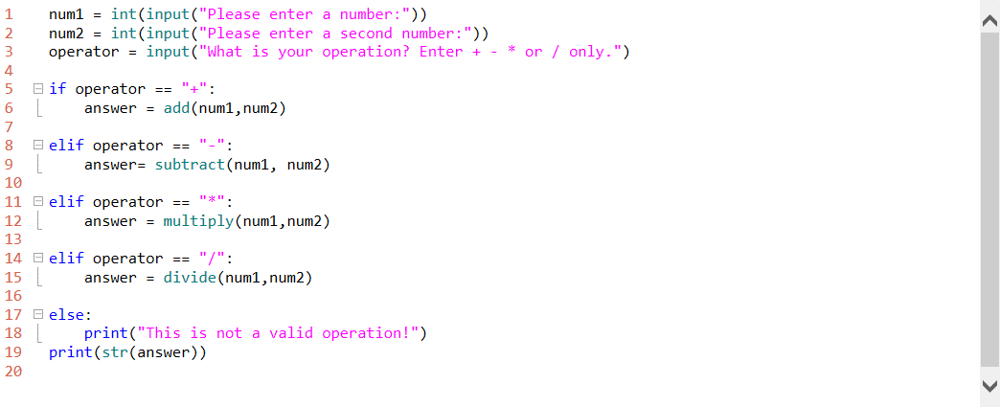 1 num1 = int(input("Please enter a number:"))
2 num2 = int(input("Please enter a second number:"))
3 operator = input("What is your operation? Enter + - * or / only.")
4
5 if operator == "+":
6     answer = add(num1,num2)
7
8 elif operator == "-":
9     answer= subtract(num1, num2)
10
11 elif operator == "*":
12     answer = multiply(num1,num2)
13
14 elif operator == "/":
15     answer = divide(num1,num2)
16
17 else:
18     print("This is not a valid operation!")
19 print(str(answer))
20